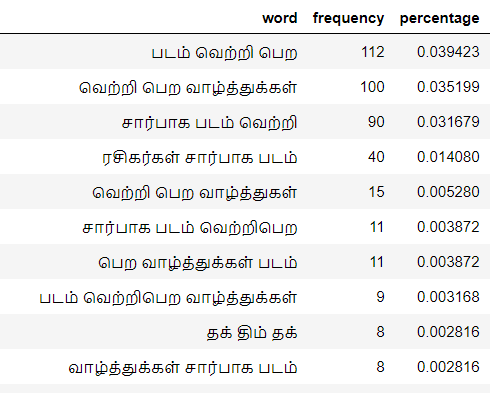 word frequency percentage
படம் வெற்றி பெற 112 0.039423
வெற்றி பெற வாழ்த்துக்கள் 100 0.035199
சார்பாக படம் வெற்றி 90 0.031679
ரசிகர்கள் சார்பாக படம் 40 0.014080
வெற்றி பெற வாழ்த்துகள் 15 0.005280
சார்பாக படம் வெற்றிபெற 11 0.003872
பெற வாழ்த்துக்கள் படம் 11 0.003872
படம் வெற்றிபெற வாழ்த்துக்கள் 9 0.003168
தக் திம் தக் 8 0.002816
வாழ்த்துக்கள் சார்பாக படம் 8 0.002816